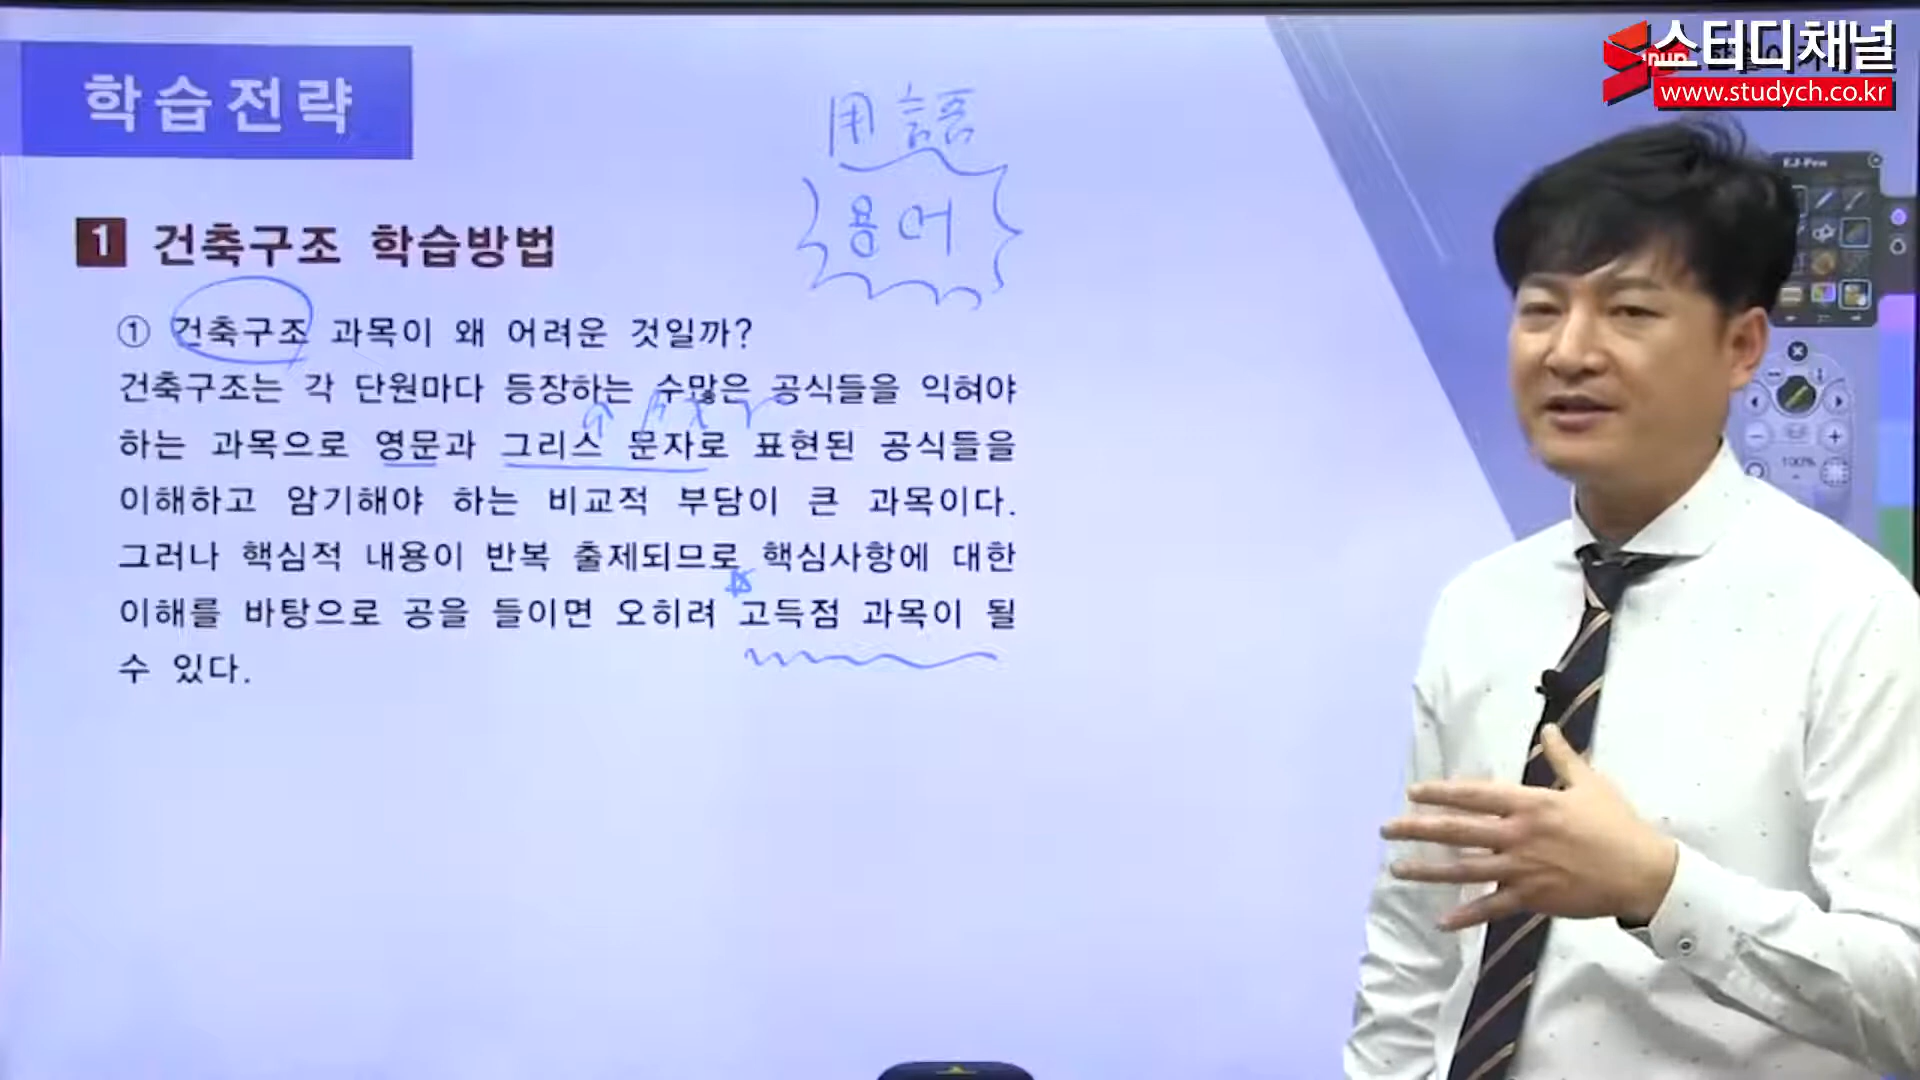 스터디채널
www.studych.co.kr
학습전략
用語
용어
1 건축구조 학습방법
① 건축구조 과목이 왜 어려운 것일까?
건축구조는 각 단원마다 등장하는 수많은 공식들을 익혀야
하는 과목으로 영문과 그리스 문자로 표현된 공식들을
이해하고 암기해야 하는 비교적 부담이 큰 과목이다.
그러나 핵심적 내용이 반복 출제되므로 핵심사항에 대한
이해를 바탕으로 공을 들이면 오히려 고득점 과목이 될
수 있다.
EJ-Pen
100%